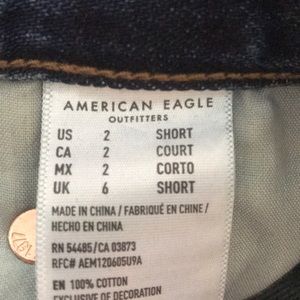 AMERICAN EAGLE
OUTFITTERS
US 2 SHORT
CA 2 COURT
MX 2 CORTO
UK 6 SHORT
MADE IN CHINA / FABRIQUÉ EN CHINE /
HECHO EN CHINA
RN 54485/CA 03873
RFC# AEM120605U9A
EN 100% COTTON
EXCLUSIVE OF DECORATION